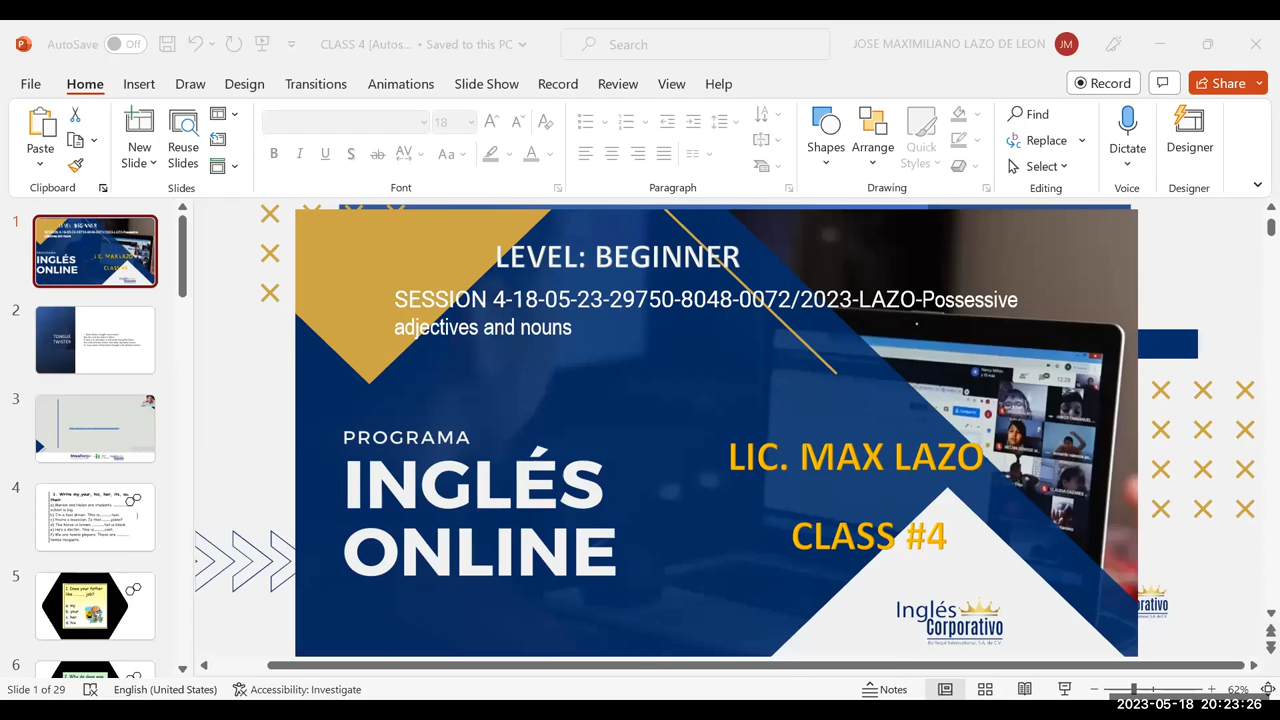 AutoSave Off CLASS 4 [Autos... • Saved to this PC Search JOSE MAXIMILIANO LAZO DE LEON JM
File Home Insert Draw Design Transitions Animations Slide Show Record Review View Help Record Share
Paste New Slide Reuse Slides 18 Shapes Arrange Quick Styles Find Replace Select Dictate Designer
Clipboard Slides Font Paragraph Drawing Editing Voice Designer
1
2
3
4
5
6
TONGUE TWISTER
1. Write my, your, his, her, its, our, their
1. Does your father like ........ job?
a. my
b. your
c. her
d. his
LEVEL: BEGINNER
SESSION 4-18-05-23-29750-8048-0072/2023-LAZO-Possessive
adjectives and nouns
PROGRAMA
INGLÉS
ONLINE
LIC. MAX LAZO
CLASS #4
Inglés
Corporativo
Slide 1 of 29 English (United States) Accessibility: Investigate Notes 62%
2023-05-18 20:23:26